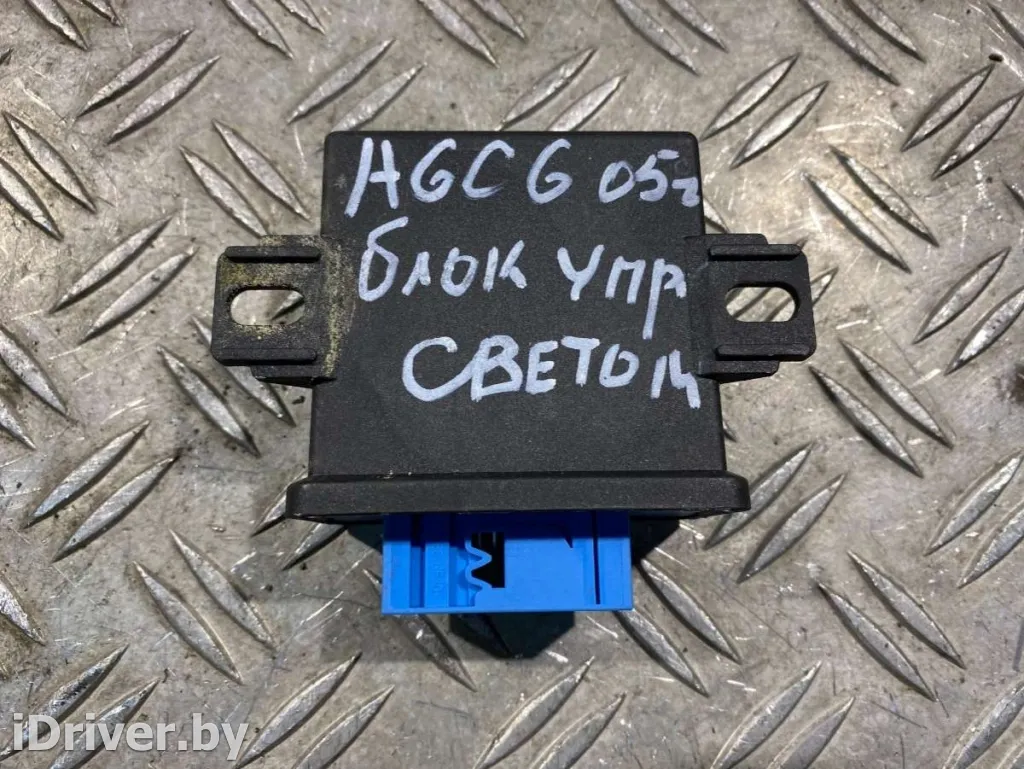 A6C6 05г
блок упр
светом
iDriver.by